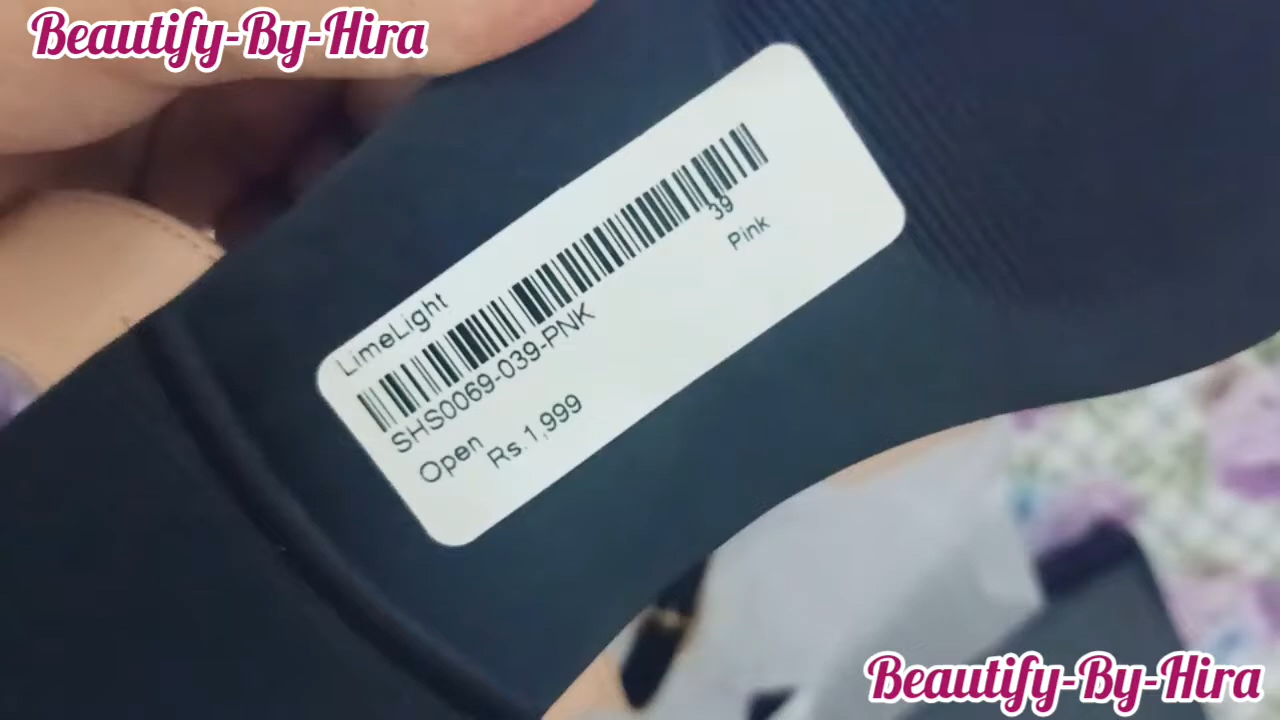 Beautify-By-Hira
LimeLight
39
Pink
SHS0069-039-PNK
Open
Rs.1,999
Beautify-By-Hira